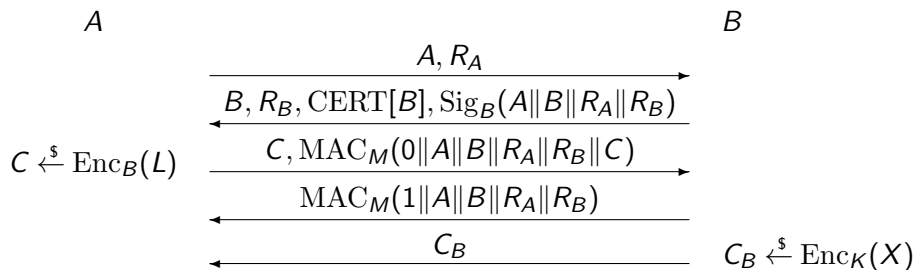 A B
A, R_A
B, R_B, CERT[B], Sig_B(A∥B∥R_A∥R_B)
C, MAC_M(0∥A∥B∥R_A∥R_B∥C)
C ←$ Enc_B(L)
MAC_M(1∥A∥B∥R_A∥R_B)
C_B
C_B ←$ Enc_K(X)